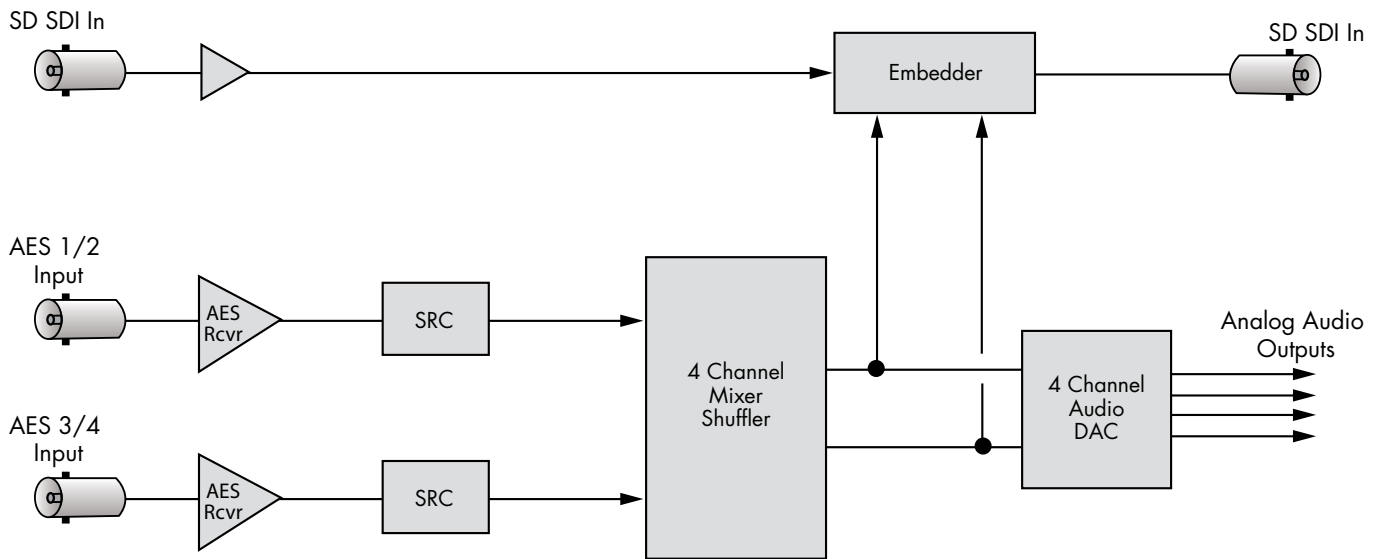 SD SDI In
Embedder
SD SDI In
AES 1/2
Input
AES
Rcvr
SRC
4 Channel
Mixer
Shuffler
4 Channel
Audio
DAC
Analog Audio
Outputs
AES 3/4
Input
AES
Rcvr
SRC